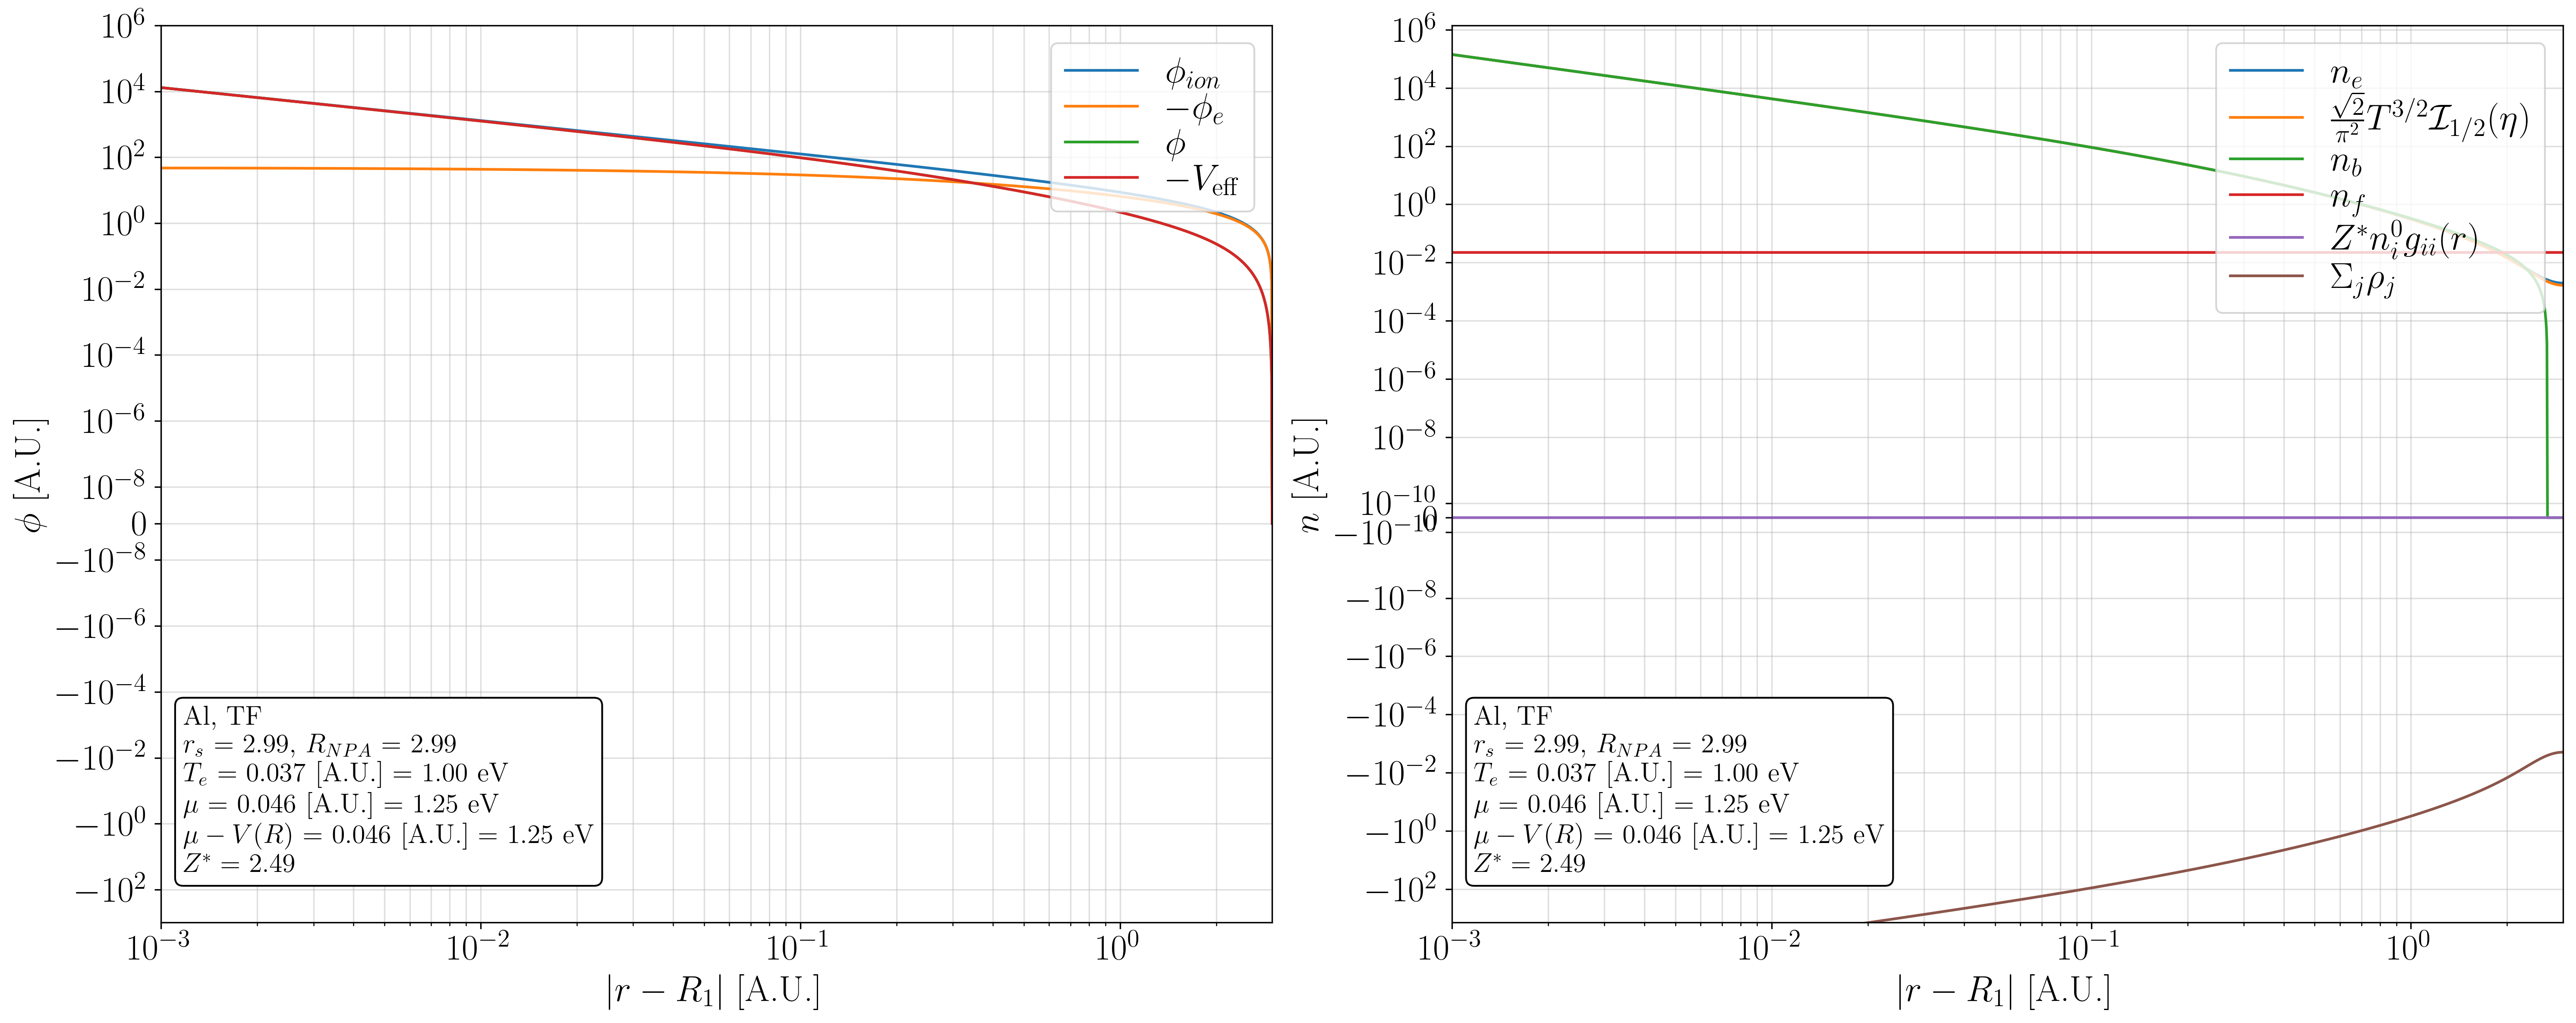 10^6
10^4
10^2
10^0
10^−2
10^−4
10^−6
10^−8
0
−10^−8
−10^−6
−10^−4
−10^−2
−10^0
−10^2
ϕ [A.U.]
10^−3
10^−2
10^−1
10^0
|r − R_1| [A.U.]
ϕ_ion
−ϕ_e
ϕ
−V_eff
Al, TF
r_s = 2.99, R_NPA = 2.99
T_e = 0.037 [A.U.] = 1.00 eV
μ = 0.046 [A.U.] = 1.25 eV
μ − V(R) = 0.046 [A.U.] = 1.25 eV
Z* = 2.49
10^6
10^4
10^2
10^0
10^−2
10^−4
10^−6
10^−8
10^−10
0
−10^−10
−10^−8
−10^−6
−10^−4
−10^−2
−10^0
−10^2
n [A.U.]
10^−3
10^−2
10^−1
10^0
|r − R_1| [A.U.]
n_e
√2/π^2 T^3/2 I_1/2(η)
n_b
n_f
Z*n_i^0 g_ii(r)
Σ_j ρ_j
Al, TF
r_s = 2.99, R_NPA = 2.99
T_e = 0.037 [A.U.] = 1.00 eV
μ = 0.046 [A.U.] = 1.25 eV
μ − V(R) = 0.046 [A.U.] = 1.25 eV
Z* = 2.49